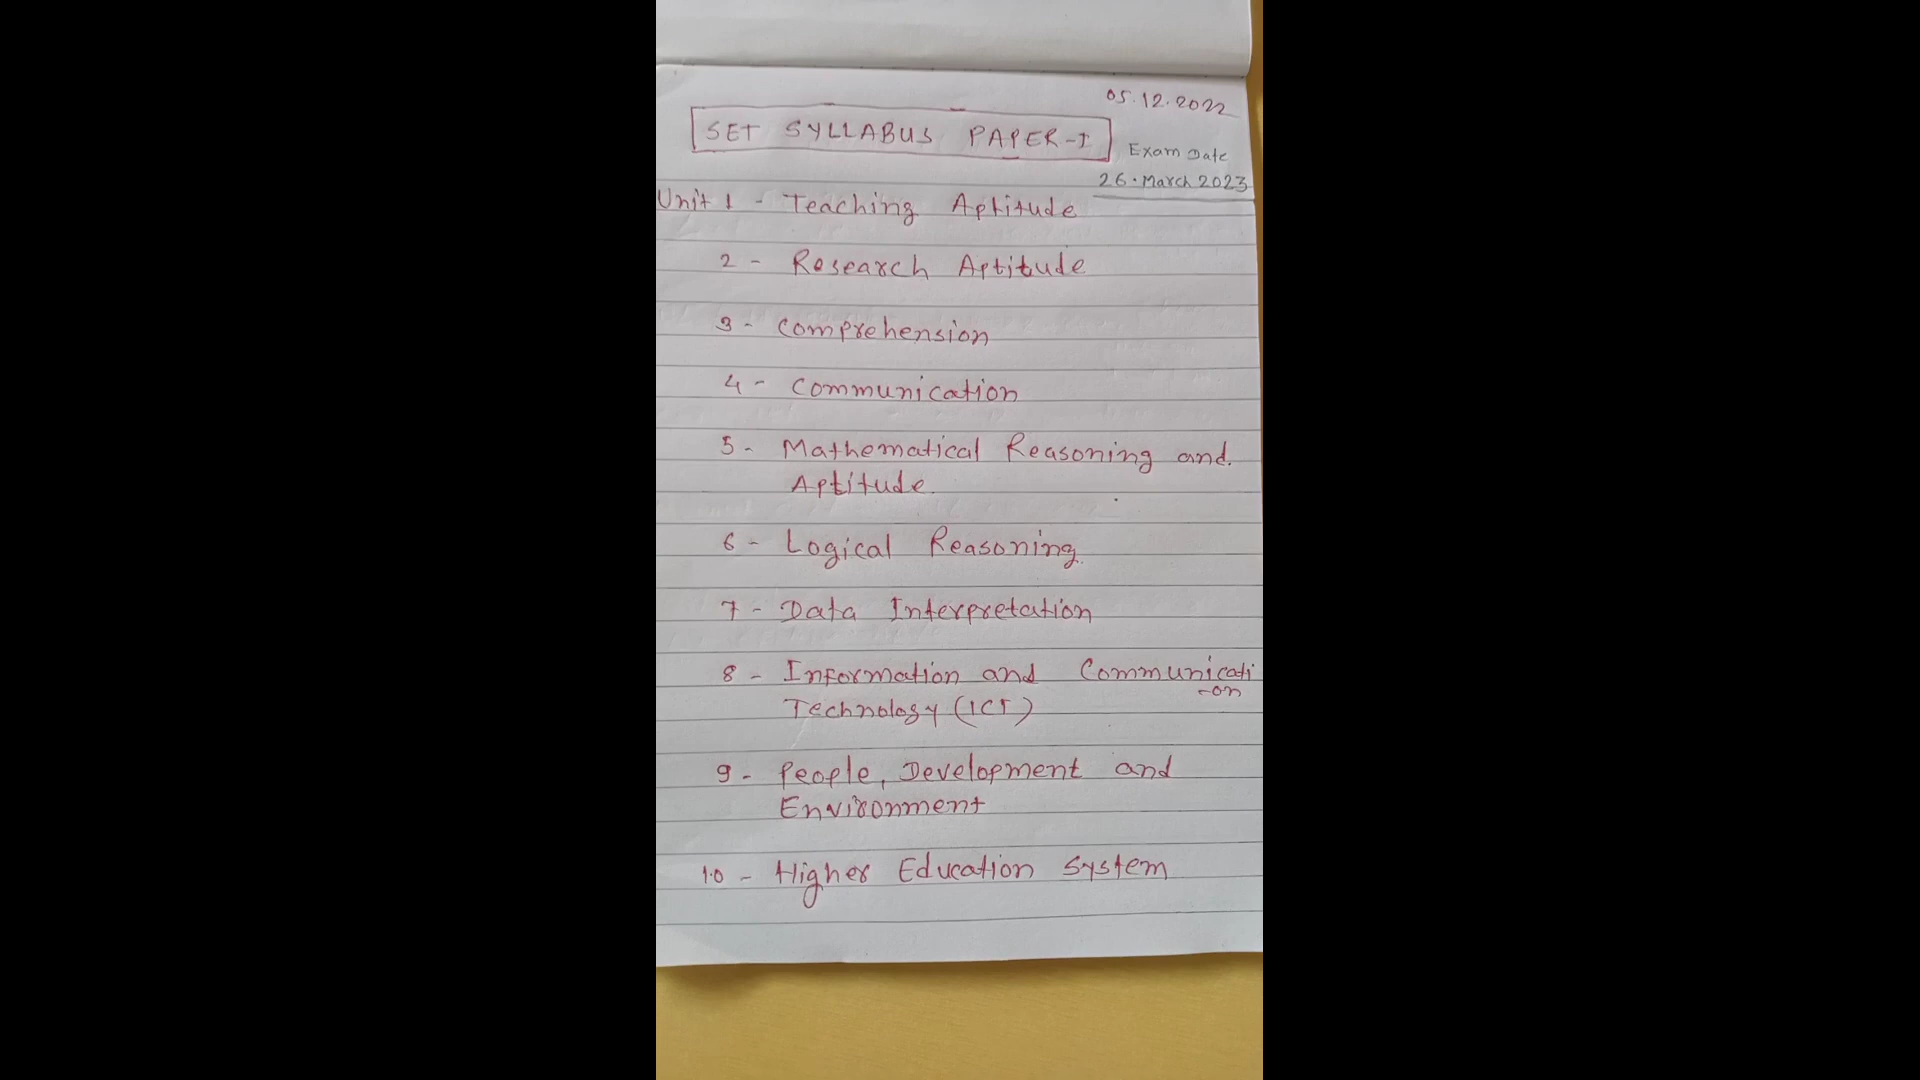 05.12.2022
SET SYLLABUS PAPER-I
Exam Date
26.March 2023
Unit 1 - Teaching Aptitude
2 - Research Aptitude
3 - Comprehension
4 - Communication
5 - Mathematical Reasoning and.
Aptitude.
6 - Logical Reasoning.
7 - Data Interpretation
8 - Information and Communicati
-on
Technology (ICT)
9 - People, Development and
Environment
10 - Higher Education System